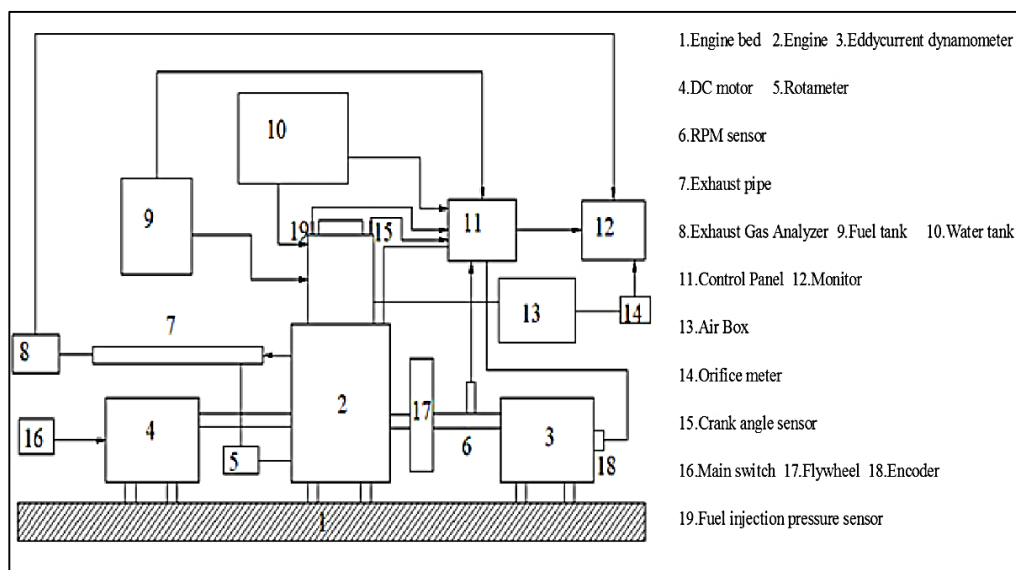 10
9
19
15
11
12
13
14
7
8
2
17
4
16
5
6
3
18
1
1.Engine bed 2.Engine 3.Eddycurrent dynamometer
4.DC motor 5.Rotameter
6.RPM sensor
7.Exhaust pipe
8.Exhaust Gas Analyzer 9.Fuel tank 10.Water tank
11.Control Panel 12.Monitor
13.Air Box
14.Orifice meter
15.Crank angle sensor
16.Main switch 17.Flywheel 18.Encoder
19.Fuel injection pressure sensor